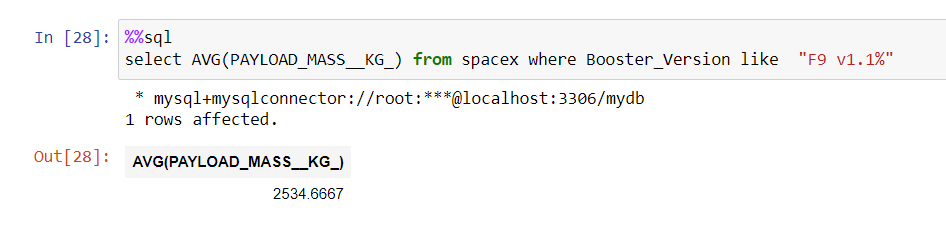 In [28]: %%sql
select AVG(PAYLOAD_MASS__KG_) from spacex where Booster_Version like  "F9 v1.1%"
* mysql+mysqlconnector://root:***@localhost:3306/mydb
1 rows affected.
Out[28]: AVG(PAYLOAD_MASS__KG_)
2534.6667